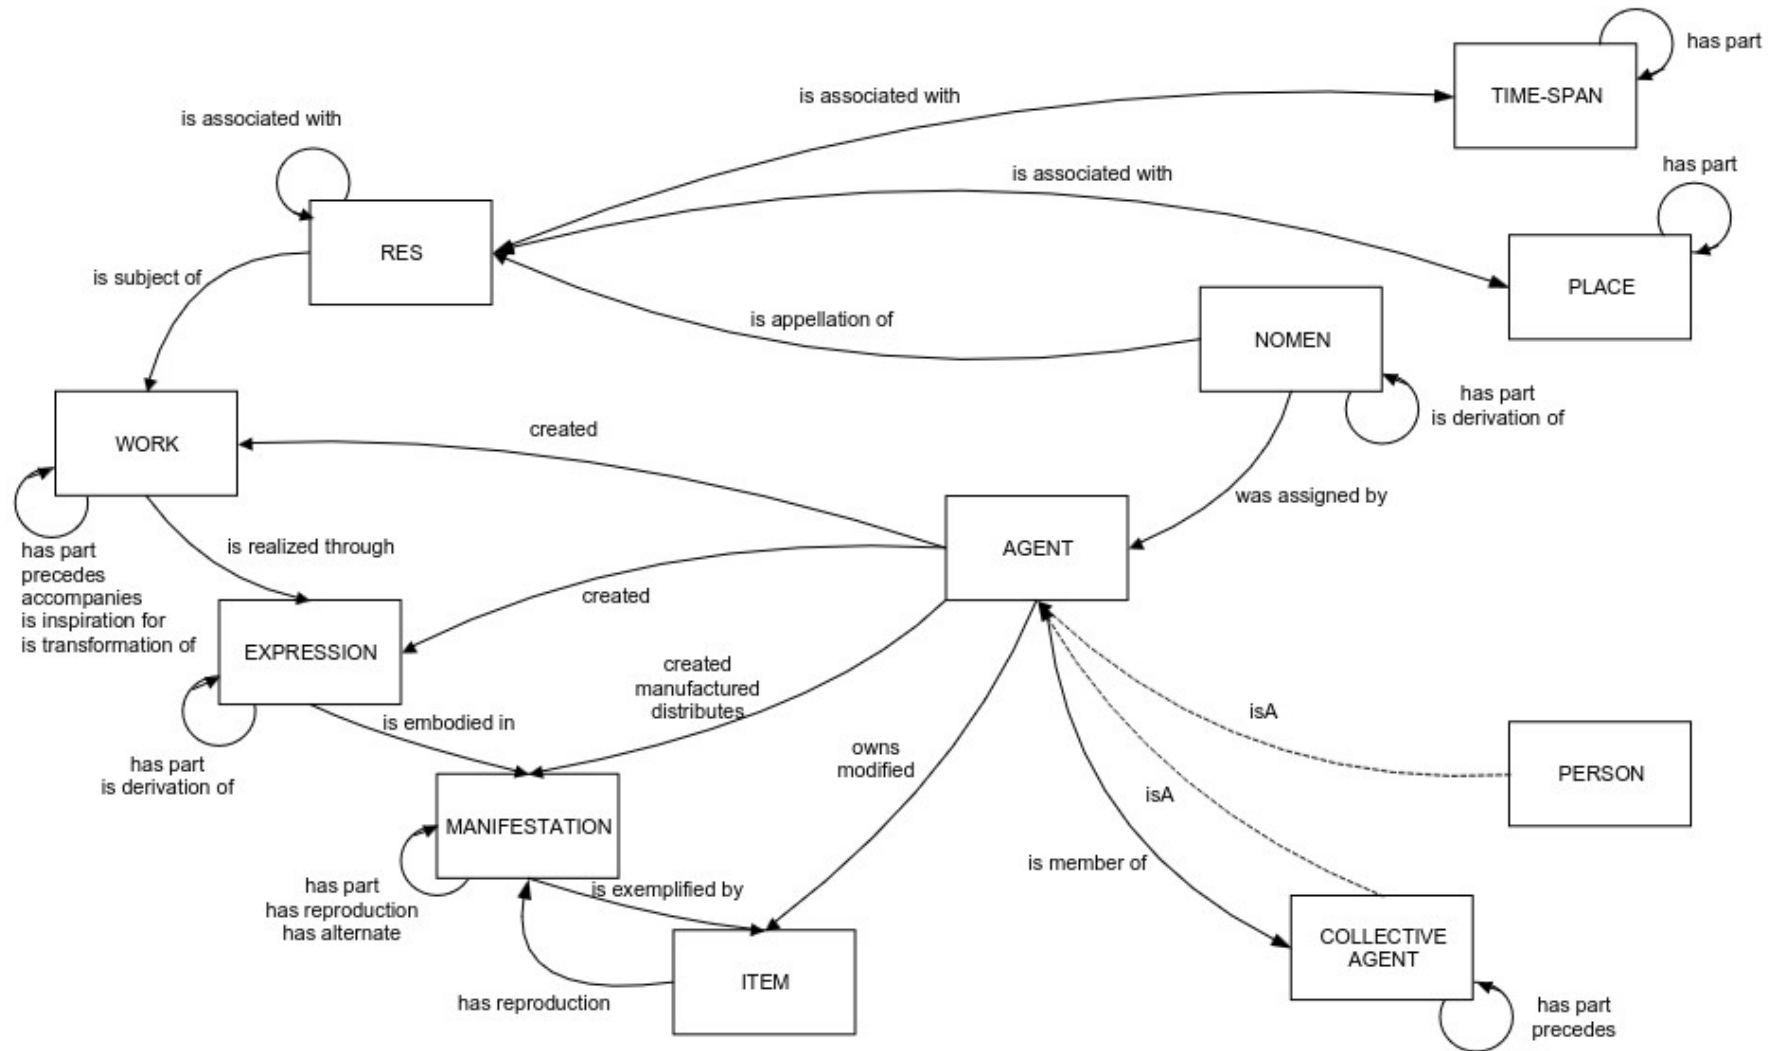 has part
TIME-SPAN
is associated with
is associated with
has part
is associated with
RES
PLACE
is subject of
is appellation of
NOMEN
has part
is derivation of
created
WORK
was assigned by
has part
precedes
accompanies
is inspiration for
is transformation of
is realized through
AGENT
created
EXPRESSION
created
manufactured
distributes
isA
is embodied in
has part
is derivation of
owns
modified
PERSON
isA
MANIFESTATION
is member of
has part
has reproduction
has alternate
is exemplified by
COLLECTIVE
AGENT
ITEM
has reproduction
has part
precedes